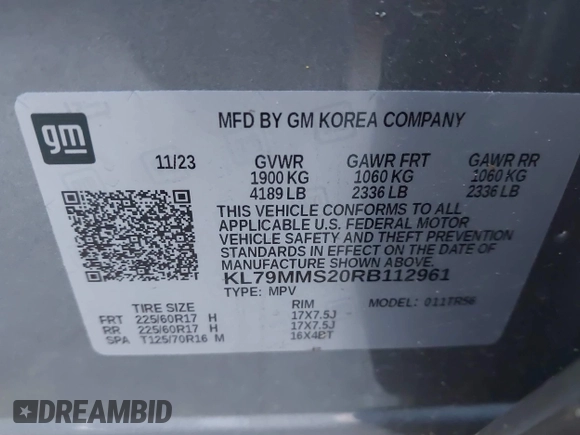 gm
MFD BY GM KOREA COMPANY
11/23 GVWR GAWR FRT GAWR RR
1900 KG 1060 KG 1060 KG
4189 LB 2336 LB 2336 LB
THIS VEHICLE CONFORMS TO ALL
APPLICABLE U.S. FEDERAL MOTOR
VEHICLE SAFETY AND THEFT PREVENTION
STANDARDS IN EFFECT ON THE DATE OF
MANUFACTURE SHOWN ABOVE.
KL79MMS20RB112961
TYPE: MPV MODEL: 011TR56
TIRE SIZE RIM
FRT 225/60R17 H 17X7.5J
RR 225/60R17 H 17X7.5J
SPA T125/70R16 M 16X4BT
DREAMBID